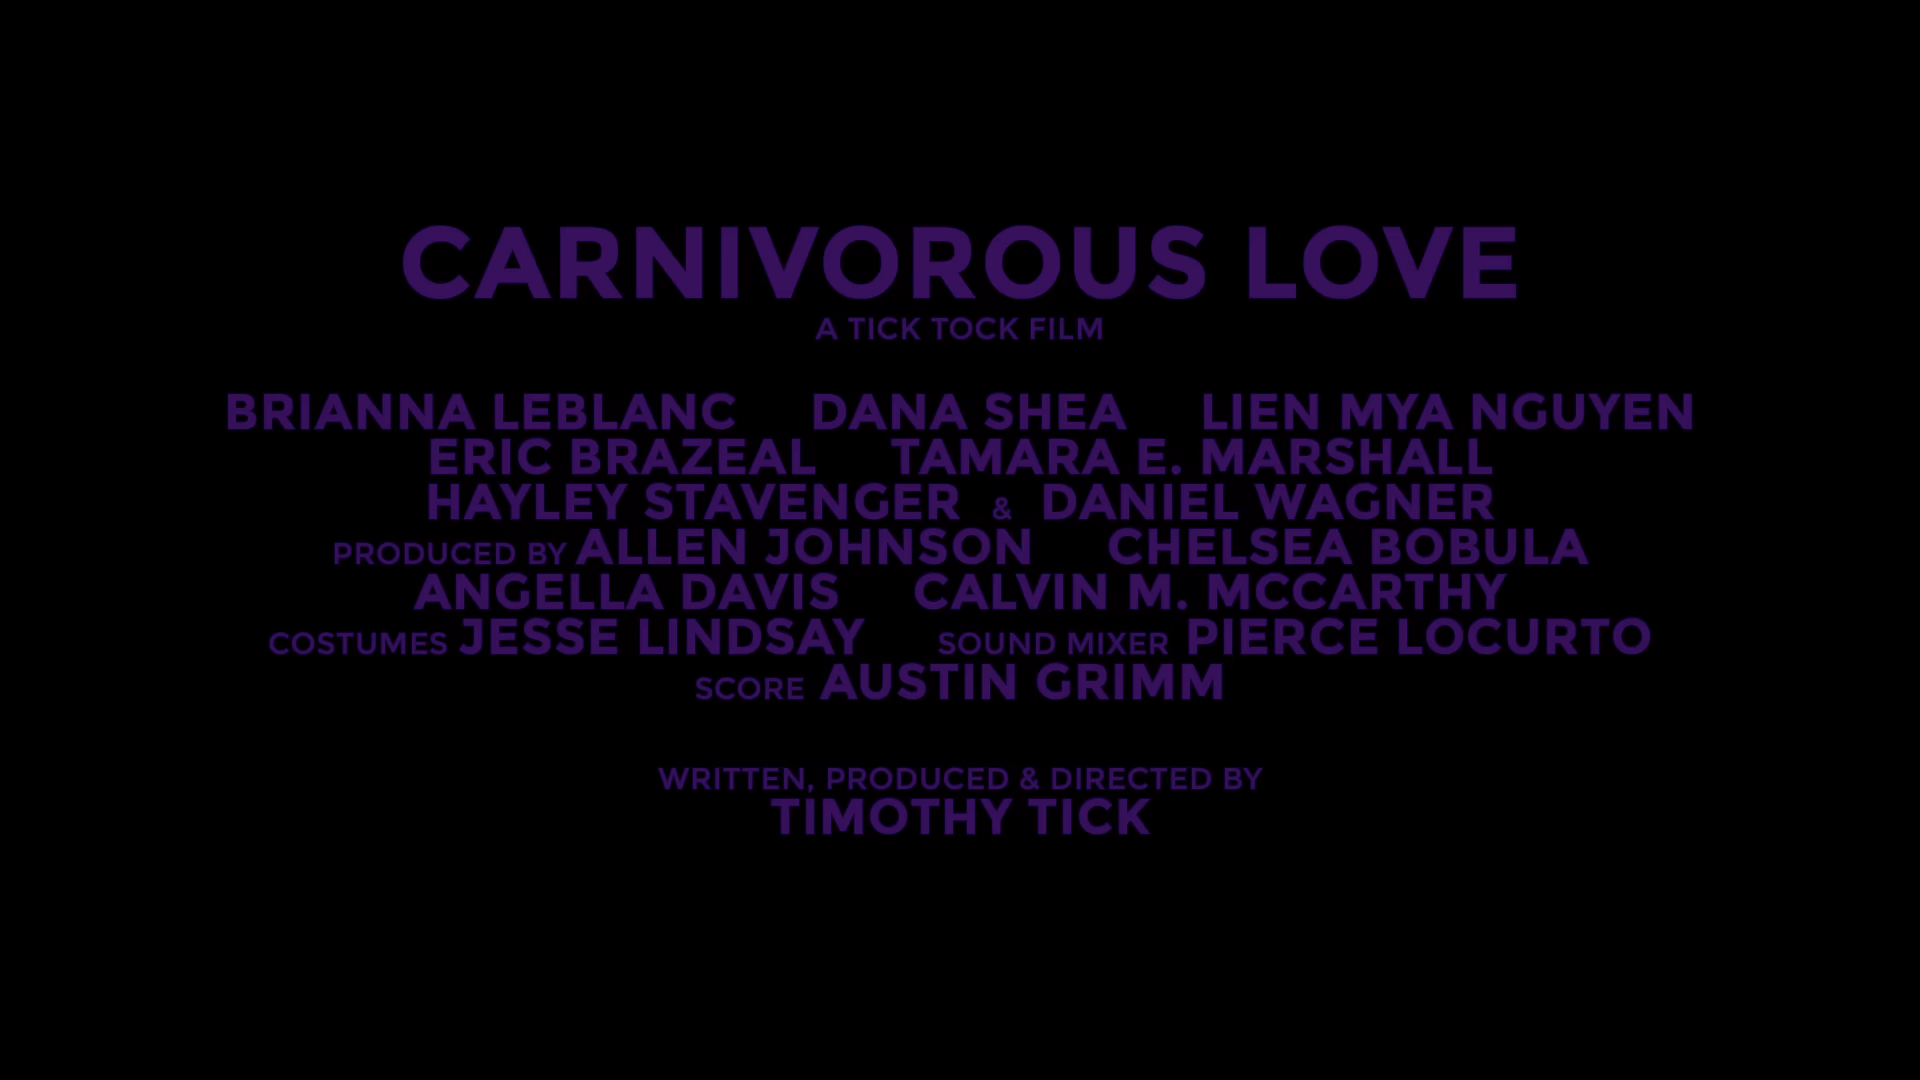 CARNIVOROUS LOVE
A TICK TOCK FILM
BRIANNA LEBLANC DANA SHEA LIEN MYA NGUYEN
ERIC BRAZEAL TAMARA E. MARSHALL
HAYLEY STAVENGER & DANIEL WAGNER
PRODUCED BY ALLEN JOHNSON CHELSEA BOBULA
ANGELLA DAVIS CALVIN M. MCCARTHY
COSTUMES JESSE LINDSAY SOUND MIXER PIERCE LOCURTO
SCORE AUSTIN GRIMM
WRITTEN, PRODUCED & DIRECTED BY
TIMOTHY TICK